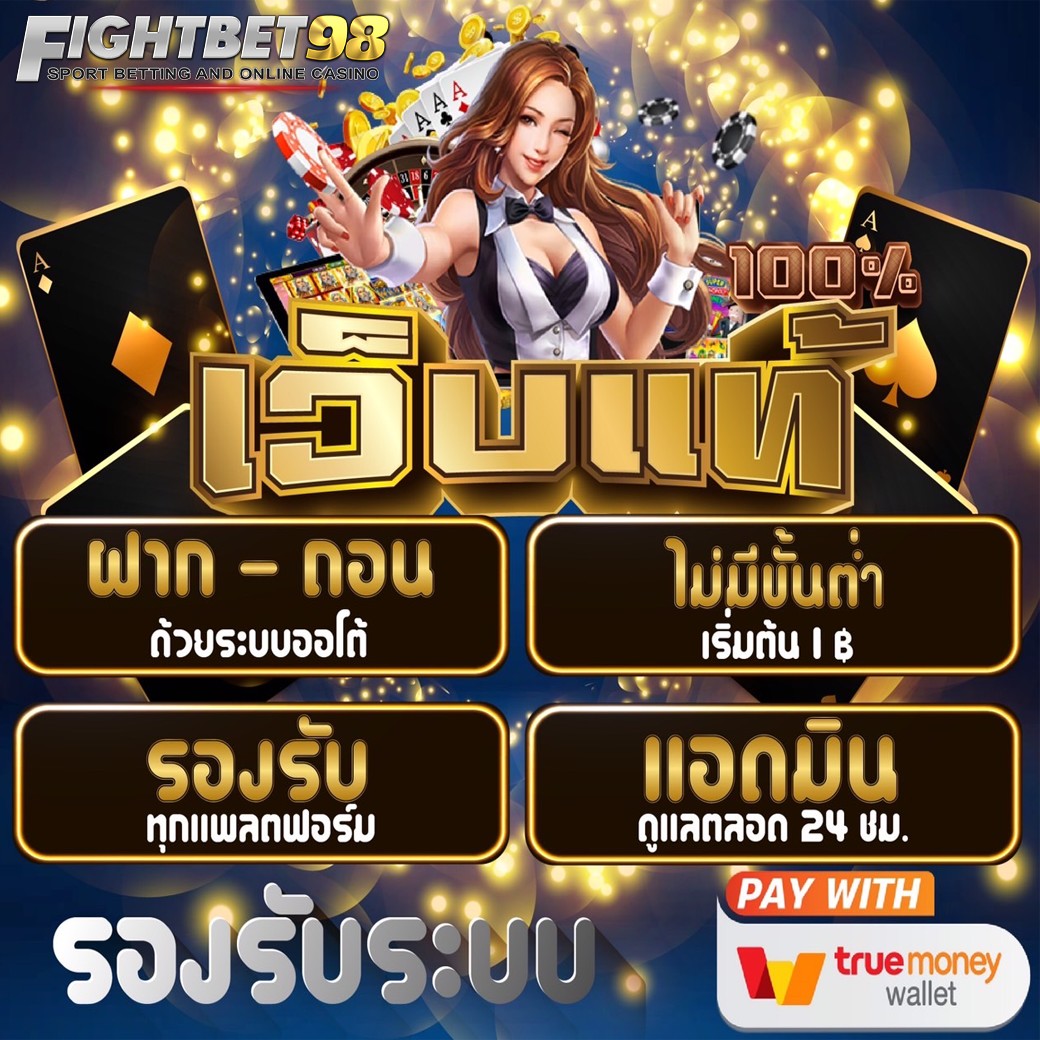 FIGHTBET98
SPORT BETTING AND ONLINE CASINO
A
A
A
A
A
31 18 6
100%
เว็บแท้
ฝาก - ถอน
ด้วยระบบออโต้
ไม่มีขั้นต่ำ
เริ่มต้น 1 ฿
รองรับ
ทุกแพลตฟอร์ม
แอดมิน
ดูแลตลอด 24 ชม.
รองรับระบบ
PAY WITH
truemoney
wallet